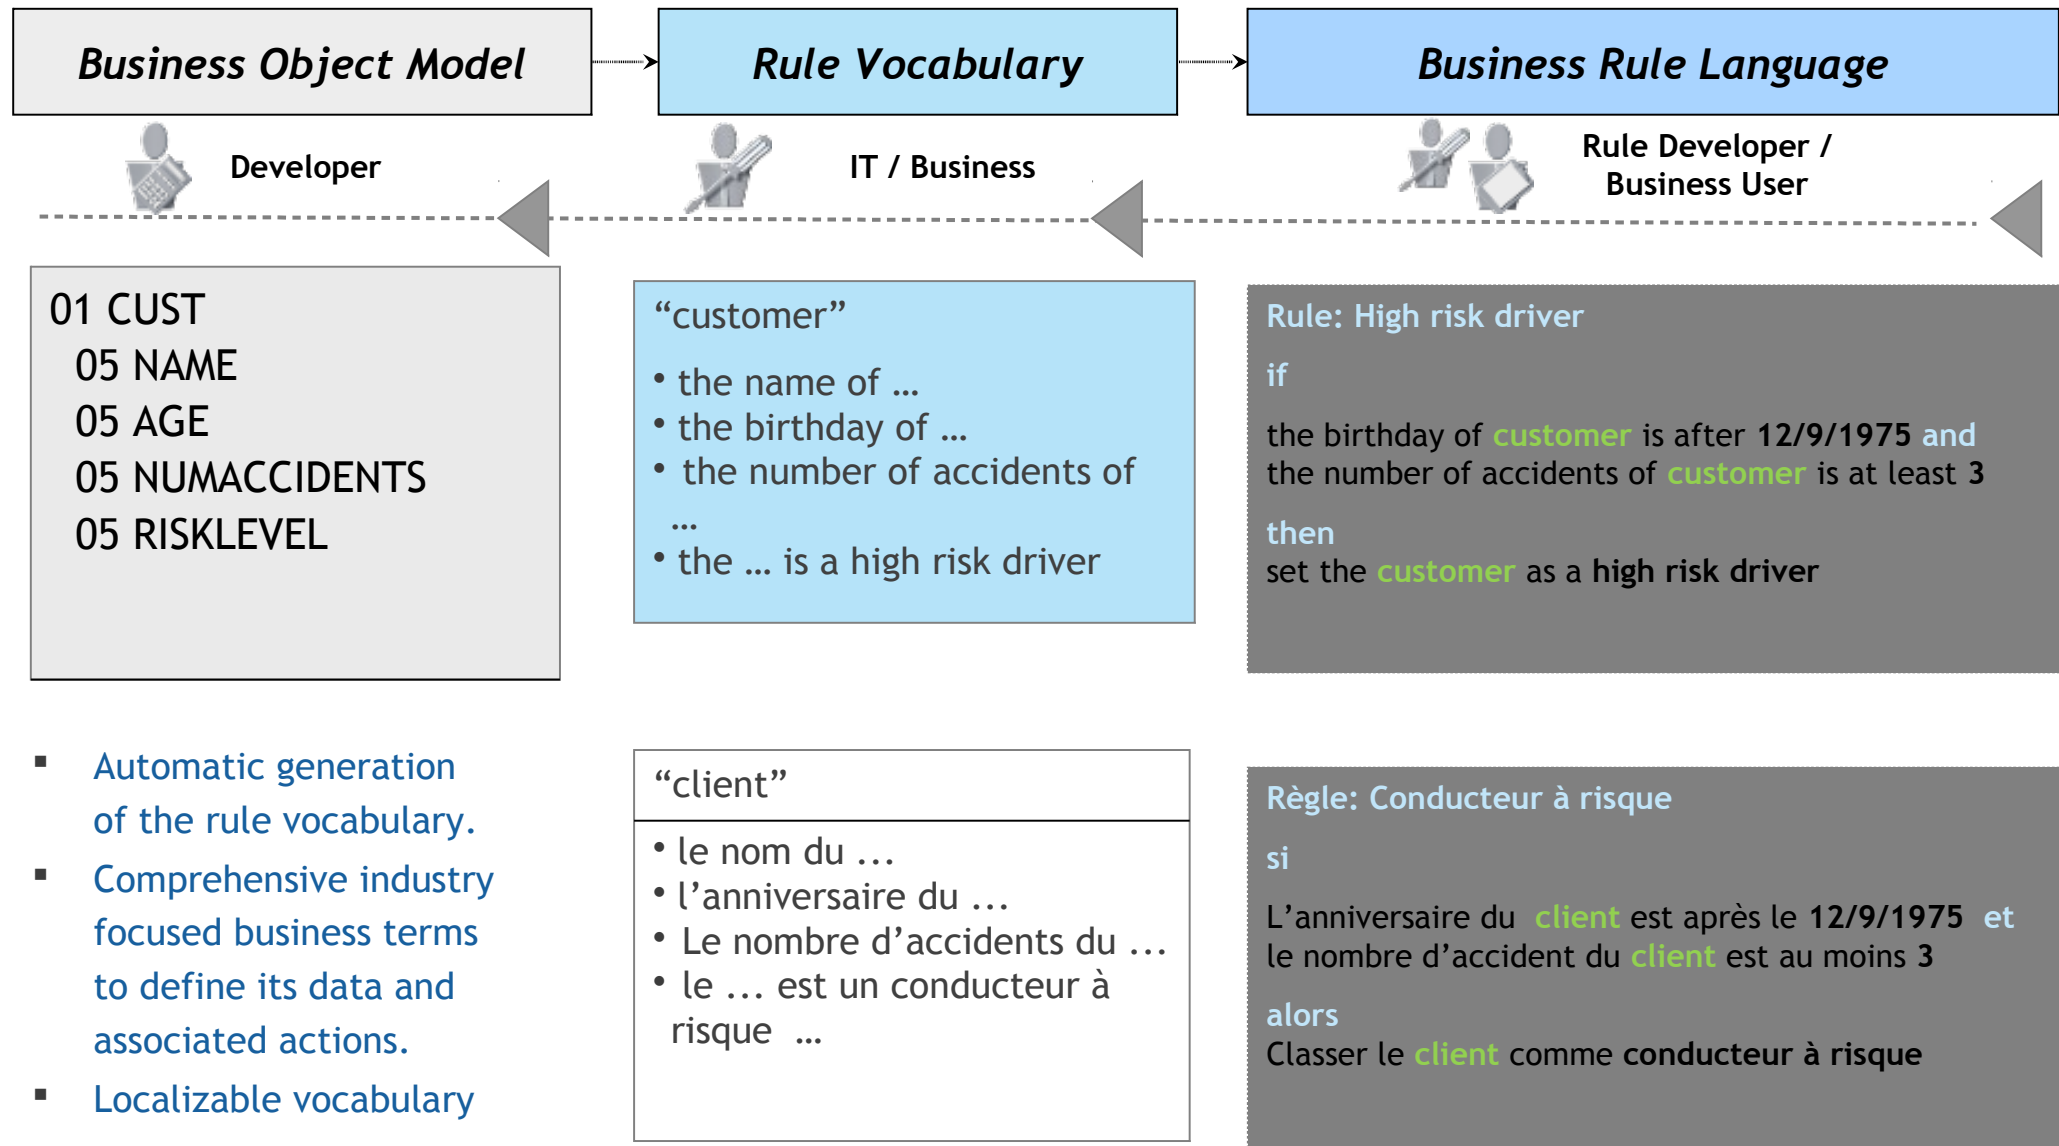 Business Object Model
Rule Vocabulary
Business Rule Language
Developer
IT / Business
Rule Developer /
Business User
01 CUST
05 NAME
05 AGE
05 NUMACCIDENTS
05 RISKLEVEL
“customer”
• the name of …
• the birthday of …
• the number of accidents of
…
• the … is a high risk driver
Rule: High risk driver
if
the birthday of customer is after 12/9/1975 and
the number of accidents of customer is at least 3
then
set the customer as a high risk driver
▪ Automatic generation
of the rule vocabulary.
▪ Comprehensive industry
focused business terms
to define its data and
associated actions.
▪ Localizable vocabulary
“client”
• le nom du ...
• l’anniversaire du ...
• Le nombre d’accidents du ...
• le ... est un conducteur à
risque …
Règle: Conducteur à risque
si
L’anniversaire du client est après le 12/9/1975 et
le nombre d’accident du client est au moins 3
alors
Classer le client comme conducteur à risque